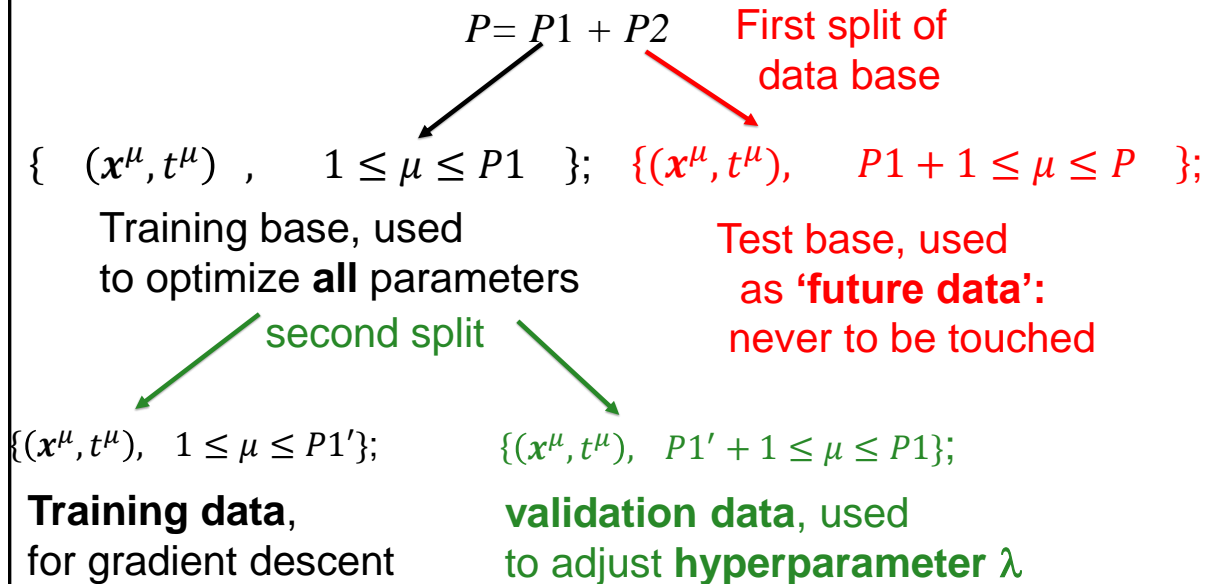 P= P1 + P2
First split of
data base
{ (x^μ, t^μ) , 1 ≤ μ ≤ P1 }; {(x^μ, t^μ), P1 + 1 ≤ μ ≤ P };
Training base, used
to optimize all parameters
Test base, used
as ‘future data’:
never to be touched
second split
{(x^μ, t^μ), 1 ≤ μ ≤ P1′}; {(x^μ, t^μ), P1′ + 1 ≤ μ ≤ P1};
Training data,
for gradient descent
validation data, used
to adjust hyperparameter λ